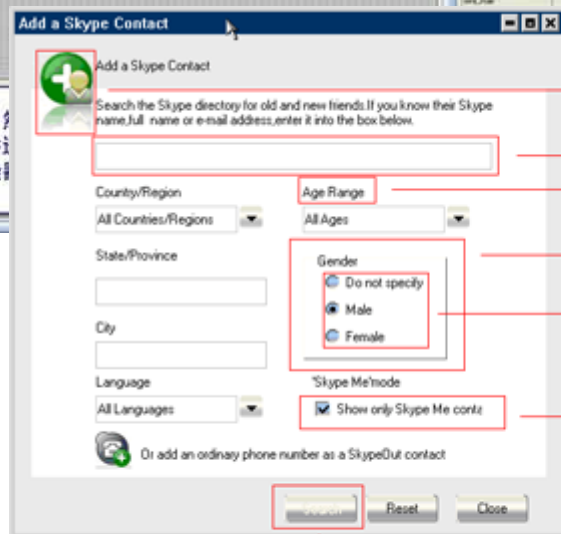 Add a Skype Contact
Add a Skype Contact
Search the Skype directory for old and new friends.If you know their Skype
name,full name or e-mail address,enter it into the box below.
County/Region
Age Range
All Countries/Regions
All Ages
State/Province
Gender
Do not specify
Male
City
Female
Language
'Skype Me'mode
All Languages
Show only Skype Me conta
Or add an ordinary phone number as a SkypeOut contact
Search
Reset
Close